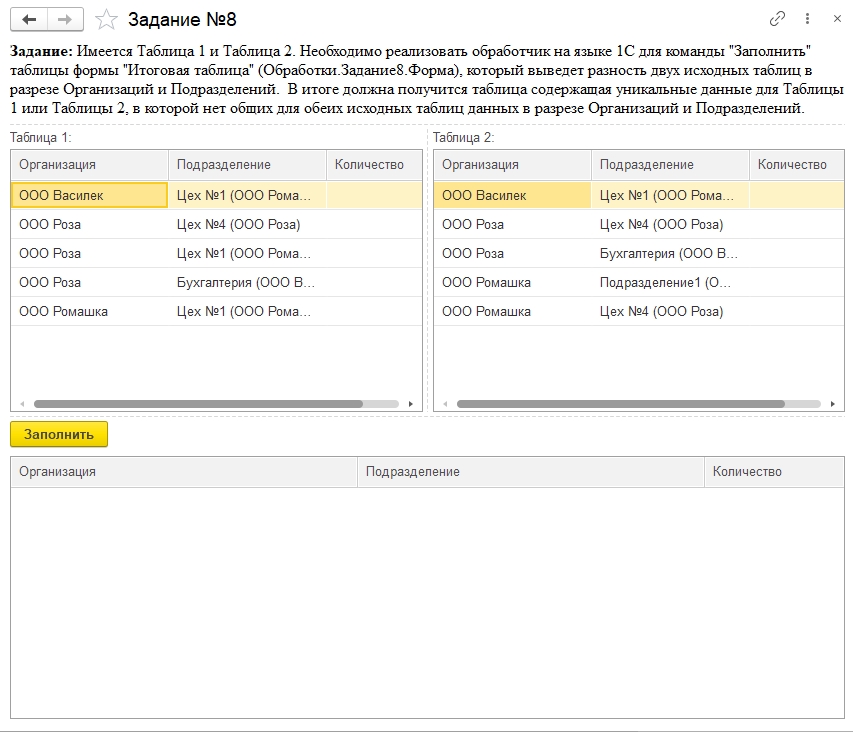 Задание №8
Задание: Имеется Таблица 1 и Таблица 2. Необходимо реализовать обработчик на языке 1С для команды "Заполнить"
таблицы формы "Итоговая таблица" (Обработки.Задание8.Форма), который выведет разность двух исходных таблиц в
разрезе Организаций и Подразделений.  В итоге должна получится таблица содержащая уникальные данные для Таблицы
1 или Таблицы 2, в которой нет общих для обеих исходных таблиц данных в разрезе Организаций и Подразделений.
Таблица 1:
Организация Подразделение Количество
ООО Василек Цех №1 (ООО Рома...
ООО Роза Цех №4 (ООО Роза)
ООО Роза Цех №1 (ООО Рома...
ООО Роза Бухгалтерия (ООО В...
ООО Ромашка Цех №1 (ООО Рома...
Таблица 2:
Организация Подразделение Количество
ООО Василек Цех №1 (ООО Рома...
ООО Роза Цех №4 (ООО Роза)
ООО Роза Бухгалтерия (ООО В...
ООО Ромашка Подразделение1 (О...
ООО Ромашка Цех №4 (ООО Роза)
Заполнить
Организация Подразделение Количество